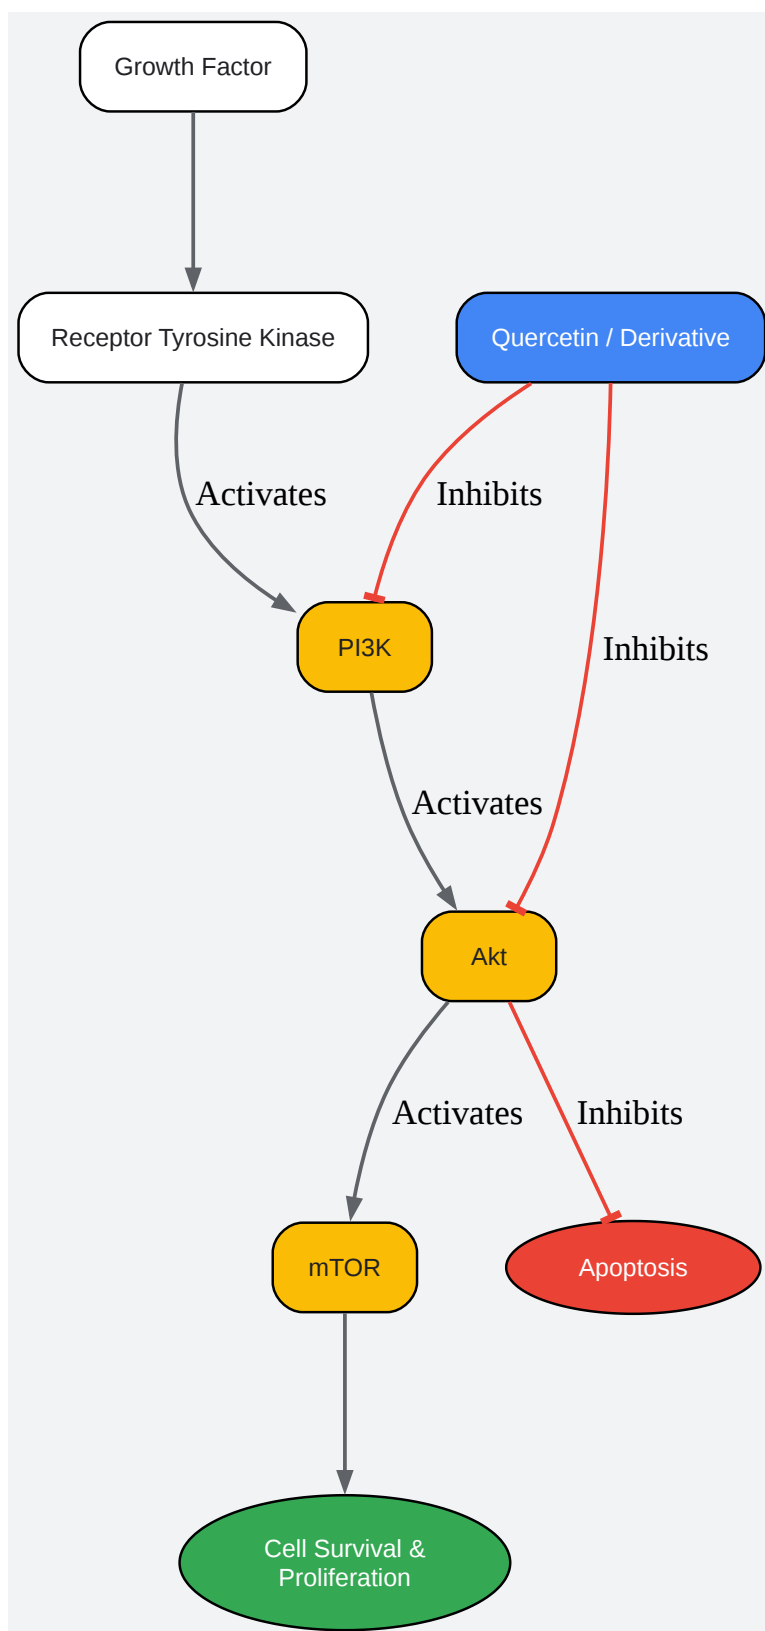 Growth Factor
Receptor Tyrosine Kinase
Quercetin / Derivative
Activates
Inhibits
PI3K
Inhibits
Activates
Akt
Activates
Inhibits
mTOR
Apoptosis
Cell Survival &
Proliferation